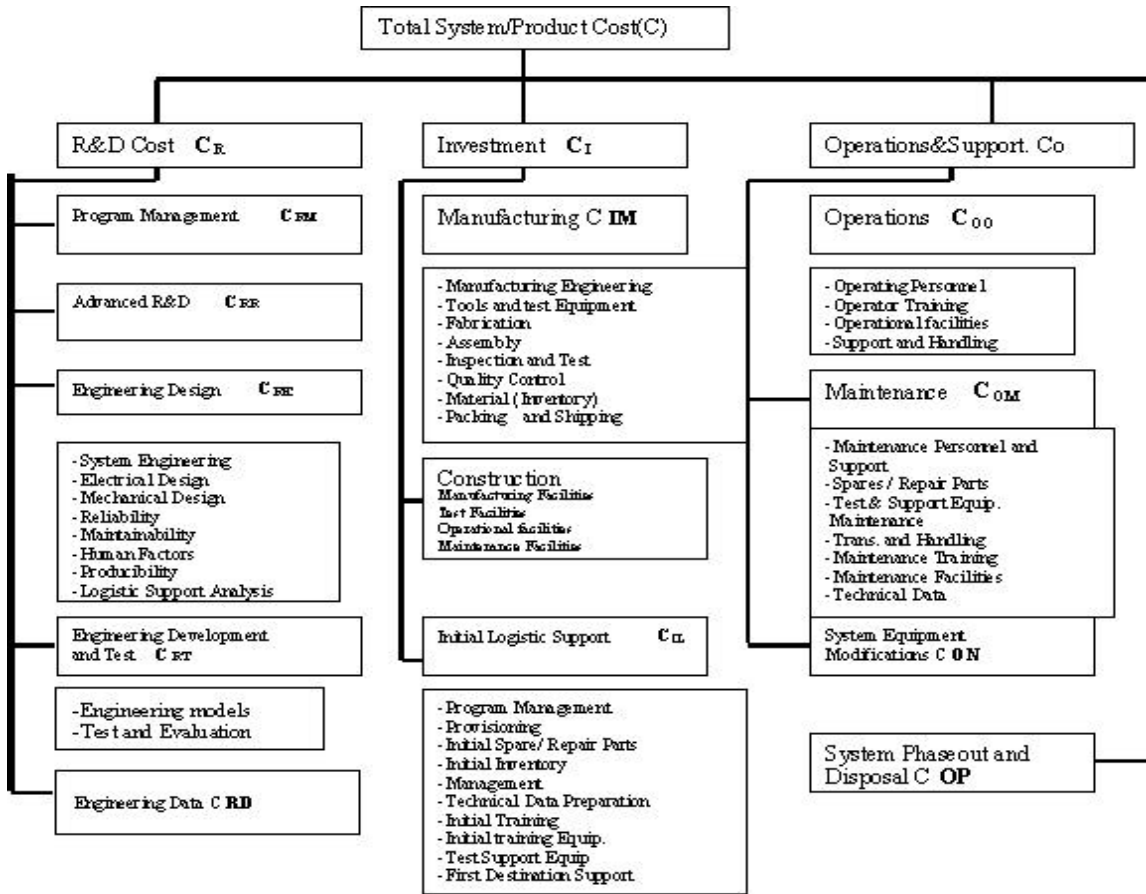 Total System/Product Cost(C)
R&D Cost CR
Program Management CRM
Advanced R&D CRR
Engineering Design CRE
- System Engineering
- Electrical Design
- Mechanical Design
- Reliability
- Maintainability
- Human Factors
- Producibility
- Logistic Support Analysis
Engineering Development
and Test CRT
-Engineering models
-Test and Evaluation
Engineering Data C RD
Investment CI
Manufacturing C IM
- Manufacturing Engineering
- Tools and test Equipment
- Fabrication
- Assembly
- Inspection and Test
- Quality Control
- Material (Inventory)
- Packing and Shipping
Construction
Manufacturing Facilities
Test Facilities
Operational facilities
Maintenance Facilities
Initial Logistic Support CIL
- Program Management
- Provisioning
- Initial Spare/ Repair Parts
- Initial Inventory
- Management
- Technical Data Preparation
- Initial Training
- Initial training Equip.
- Test Support Equip
- First Destination Support
Operations&Support. Co
Operations COO
- Operating Personnel
- Operator Training
- Operational facilities
- Support and Handling
Maintenance COM
- Maintenance Personnel and
Support
- Spares / Repair Parts
- Test & Support Equip.
Maintenance
- Trans. and Handling
- Maintenance Training
- Maintenance Facilities
- Technical Data
System Equipment
Modifications C ON
System Phaseout and
Disposal C OP